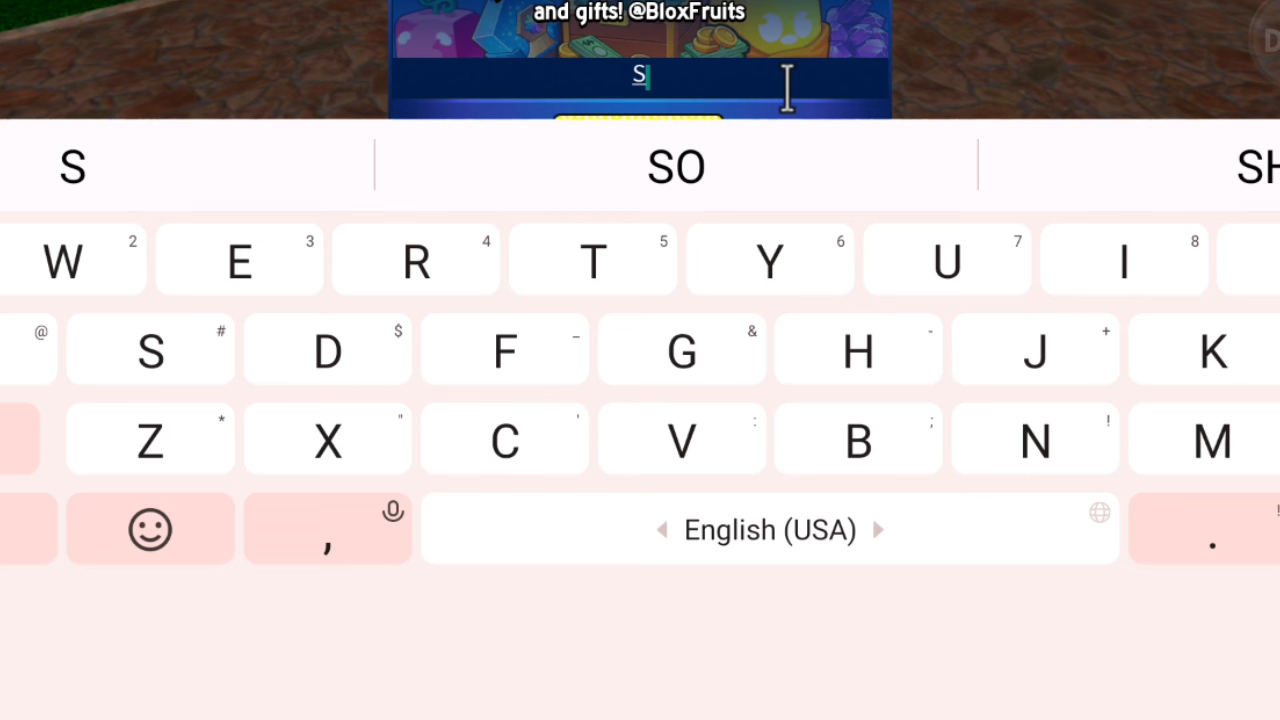 and gifts! @BloxFruits
S
S SO SH
W 2 E 3 R 4 T 5 Y 6 U 7 I 8
@ S # D $ F _ G & H - J + K
Z * X " C ' V : B ; N ! M
, English (USA) . !